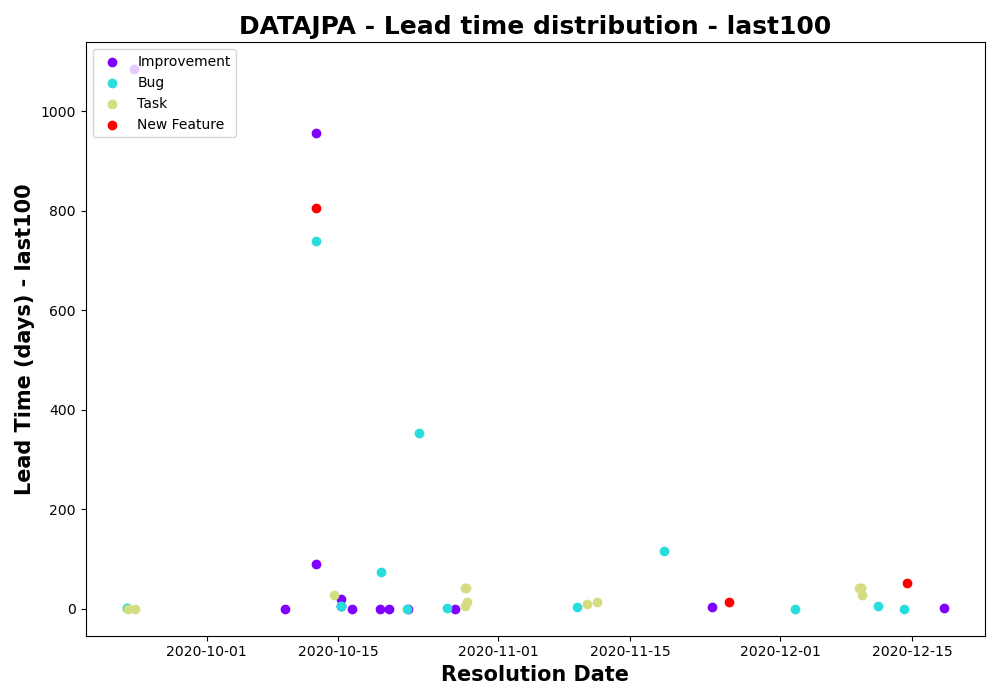 DATAJPA - Lead time distribution - last100
Improvement
Bug
Task
New Feature
Lead Time (days) - last100
1000
800
600
400
200
0
2020-10-01 2020-10-15 2020-11-01 2020-11-15 2020-12-01 2020-12-15
Resolution Date